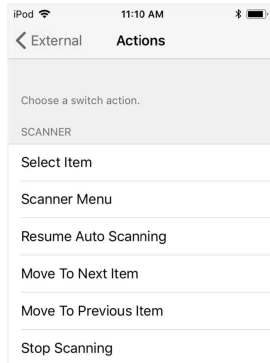 iPod 11:10 AM
External Actions
Choose a switch action.
SCANNER
Select Item
Scanner Menu
Resume Auto Scanning
Move To Next Item
Move To Previous Item
Stop Scanning